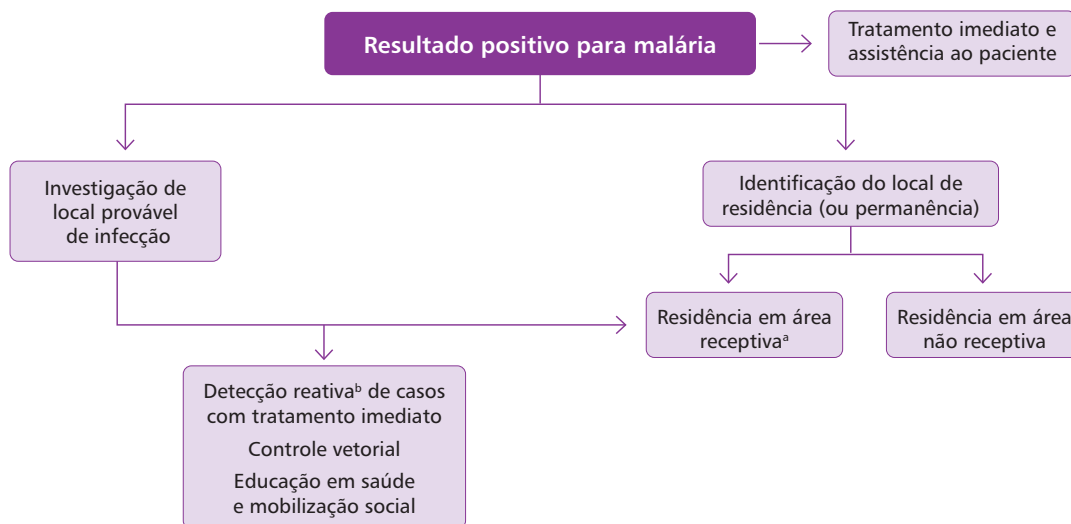 Resultado positivo para malária
Tratamento imediato e
assistência ao paciente
Investigação de
local provável
de infecção
Identificação do local de
residência (ou permanência)
Residência em área
receptivaᵃ
Residência em área
não receptiva
Detecção reativaᵇ de casos
com tratamento imediato
Controle vetorial
Educação em saúde
e mobilização social